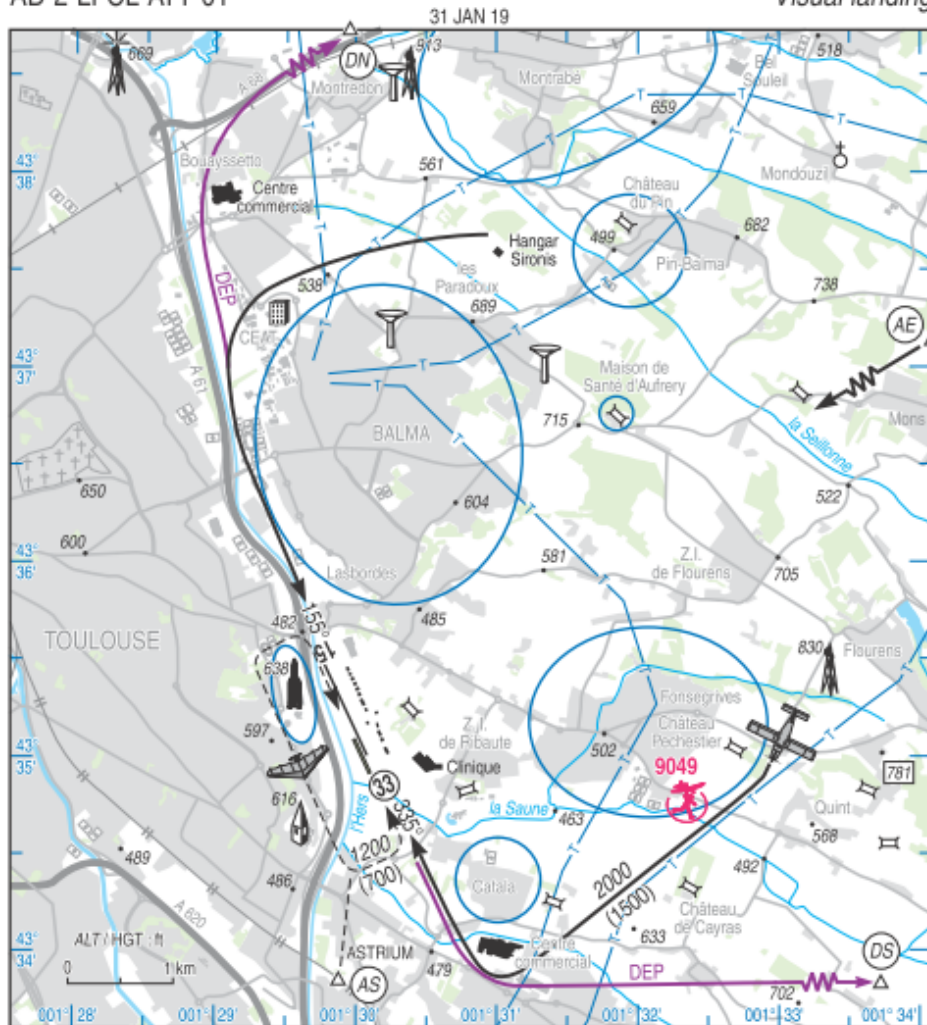 AD 2 LFCL APP 01
Visual landing
31 JAN 19
669
DN
913
Montredon
A 68
Montrabé
Bel
Souleil
518
659
Bouayssetto
561
43°
38'
Centre
commercial
Mondouzil
Château
du Pin
499
682
Hangar
Sironis
Pin-Balma
DEP
538
les
Paradoux
738
CEAT
689
AE
43°
37'
A 61
Maison de
Santé d'Aufrery
Mons
BALMA
715
la Seillonne
650
604
522
600
43°
36'
Lasbordes
581
Z.I.
de Flourens
705
485
482
155°
TOULOUSE
638
830
Flourens
Fonsegrives
597
Z.I.
de Ribaute
502
Château
Pechestier
43°
35'
Clinique
9049
781
33
616
l'Hers
335°
la Saune
463
Quint
568
489
1200
(700)
492
486
Catala
2000
(1500)
A 620
Château
de Cayras
633
43°
34'
ALT / HGT : ft
0 1 km
ASTRIUM
479
Centre
commercial
DS
AS
DEP
702
001° 28' 001° 29' 001° 30' 001° 31' 001° 32' 001° 33' 001° 34'
T T T T T T T T T T T T T